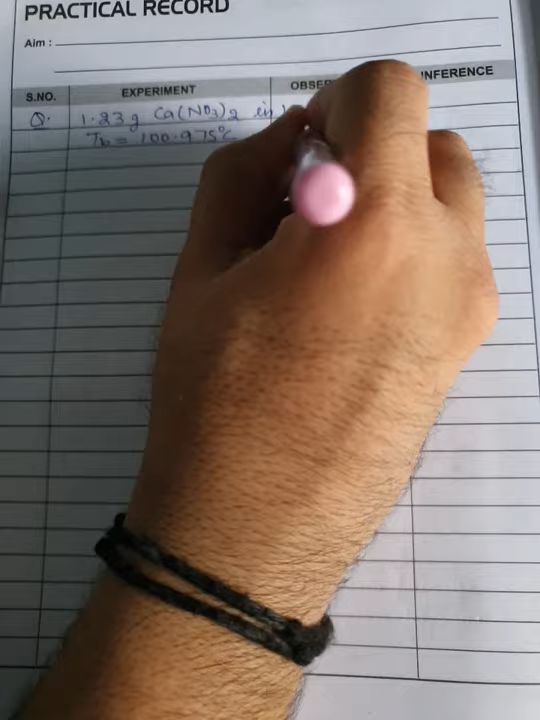 PRACTICAL RECORD
Aim :
S.NO. EXPERIMENT INFERENCE
Q. 1.23 g Ca(NO3)2 in
Tb = 100.975°C